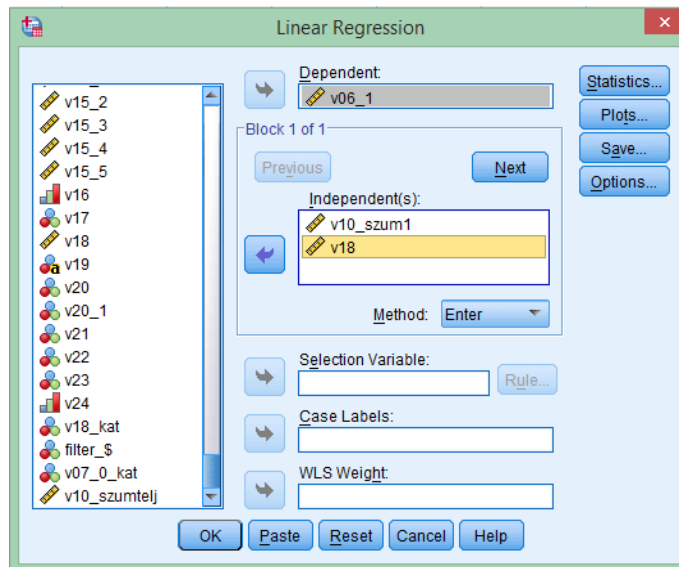 Linear Regression
v15_2
v15_3
v15_4
v15_5
v16
v17
v18
a v19
v20
v20_1
v21
v22
v23
v24
v18_kat
filter_$
v07_0_kat
v10_szumtelj
Dependent:
v06_1
Block 1 of 1
Previous
Next
Independent(s):
v10_szum1
v18
Method: Enter
Selection Variable:
Rule...
Case Labels:
WLS Weight:
Statistics...
Plots...
Save...
Options...
OK Paste Reset Cancel Help